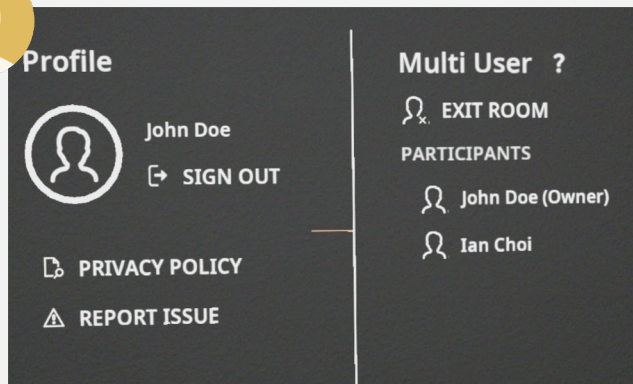 Profile
John Doe
SIGN OUT
PRIVACY POLICY
REPORT ISSUE
Multi User ?
EXIT ROOM
PARTICIPANTS
John Doe (Owner)
Ian Choi